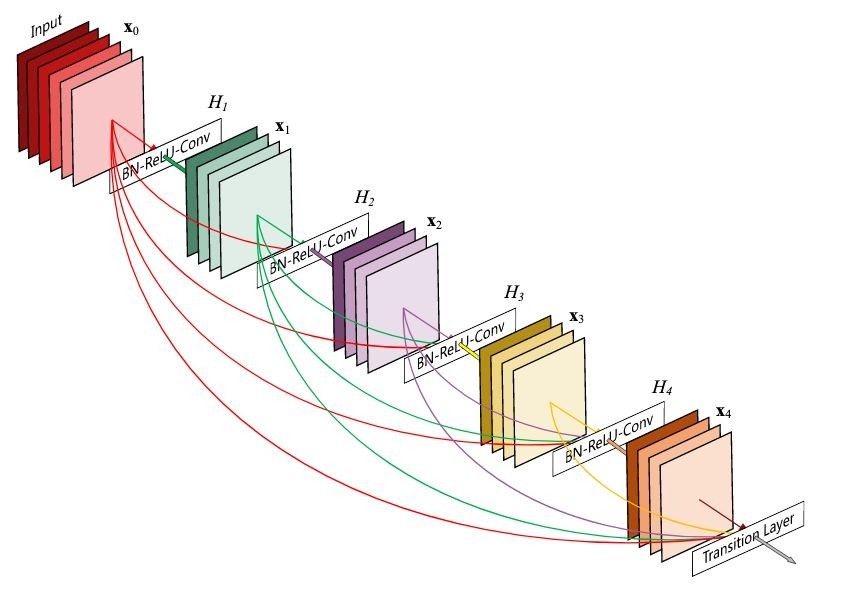 Input
x0
H1
BN-ReLU-Conv
x1
H2
BN-ReLU-Conv
x2
H3
BN-ReLU-Conv
x3
H4
BN-ReLU-Conv
x4
Transition Layer